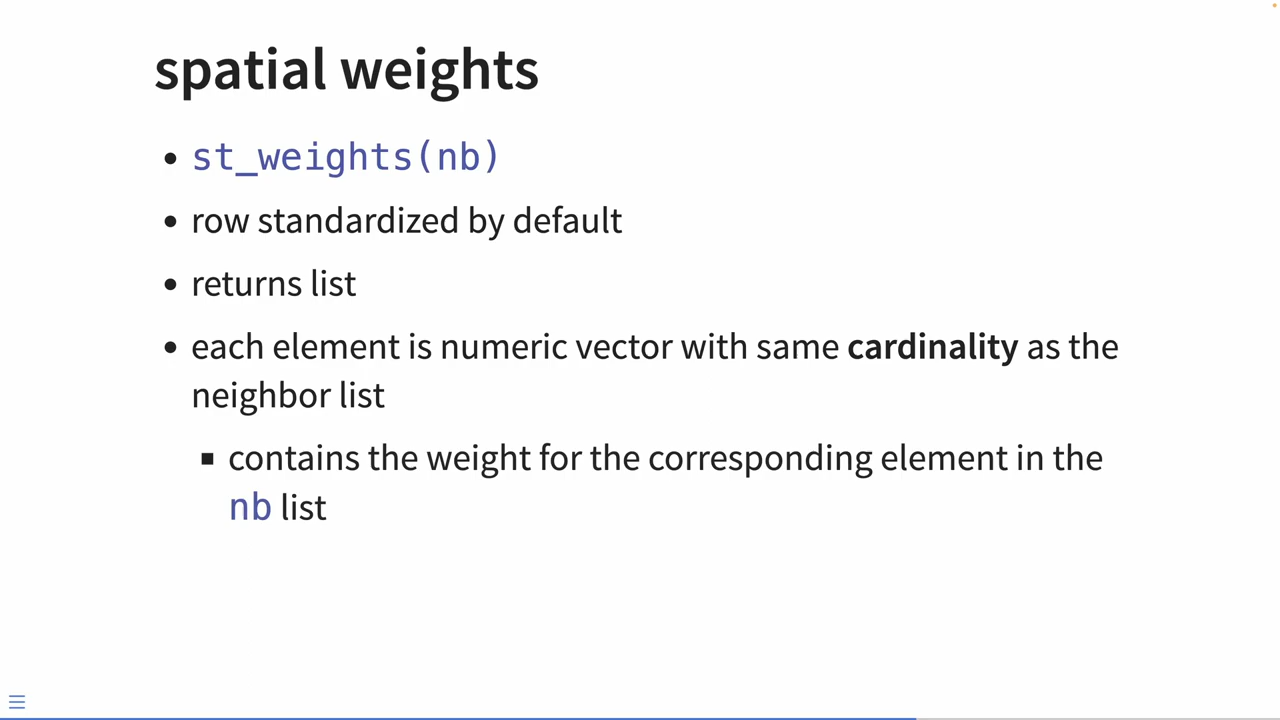 spatial weights
• st_weights(nb)
• row standardized by default
• returns list
• each element is numeric vector with same cardinality as the
neighbor list
▪ contains the weight for the corresponding element in the
nb list